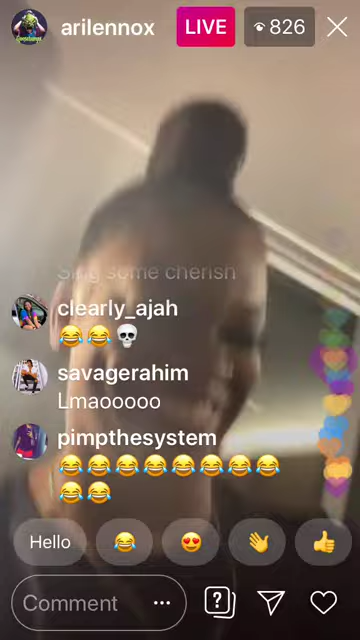 arilennox LIVE 826
Sing some cherish
clearly_ajah
😂😂💀
savagerahim
Lmaooooo
pimpthesystem
😂😂😂😂😂😂😂😂
😂😂
Hello 😂 😍 👋 👍
Comment ...